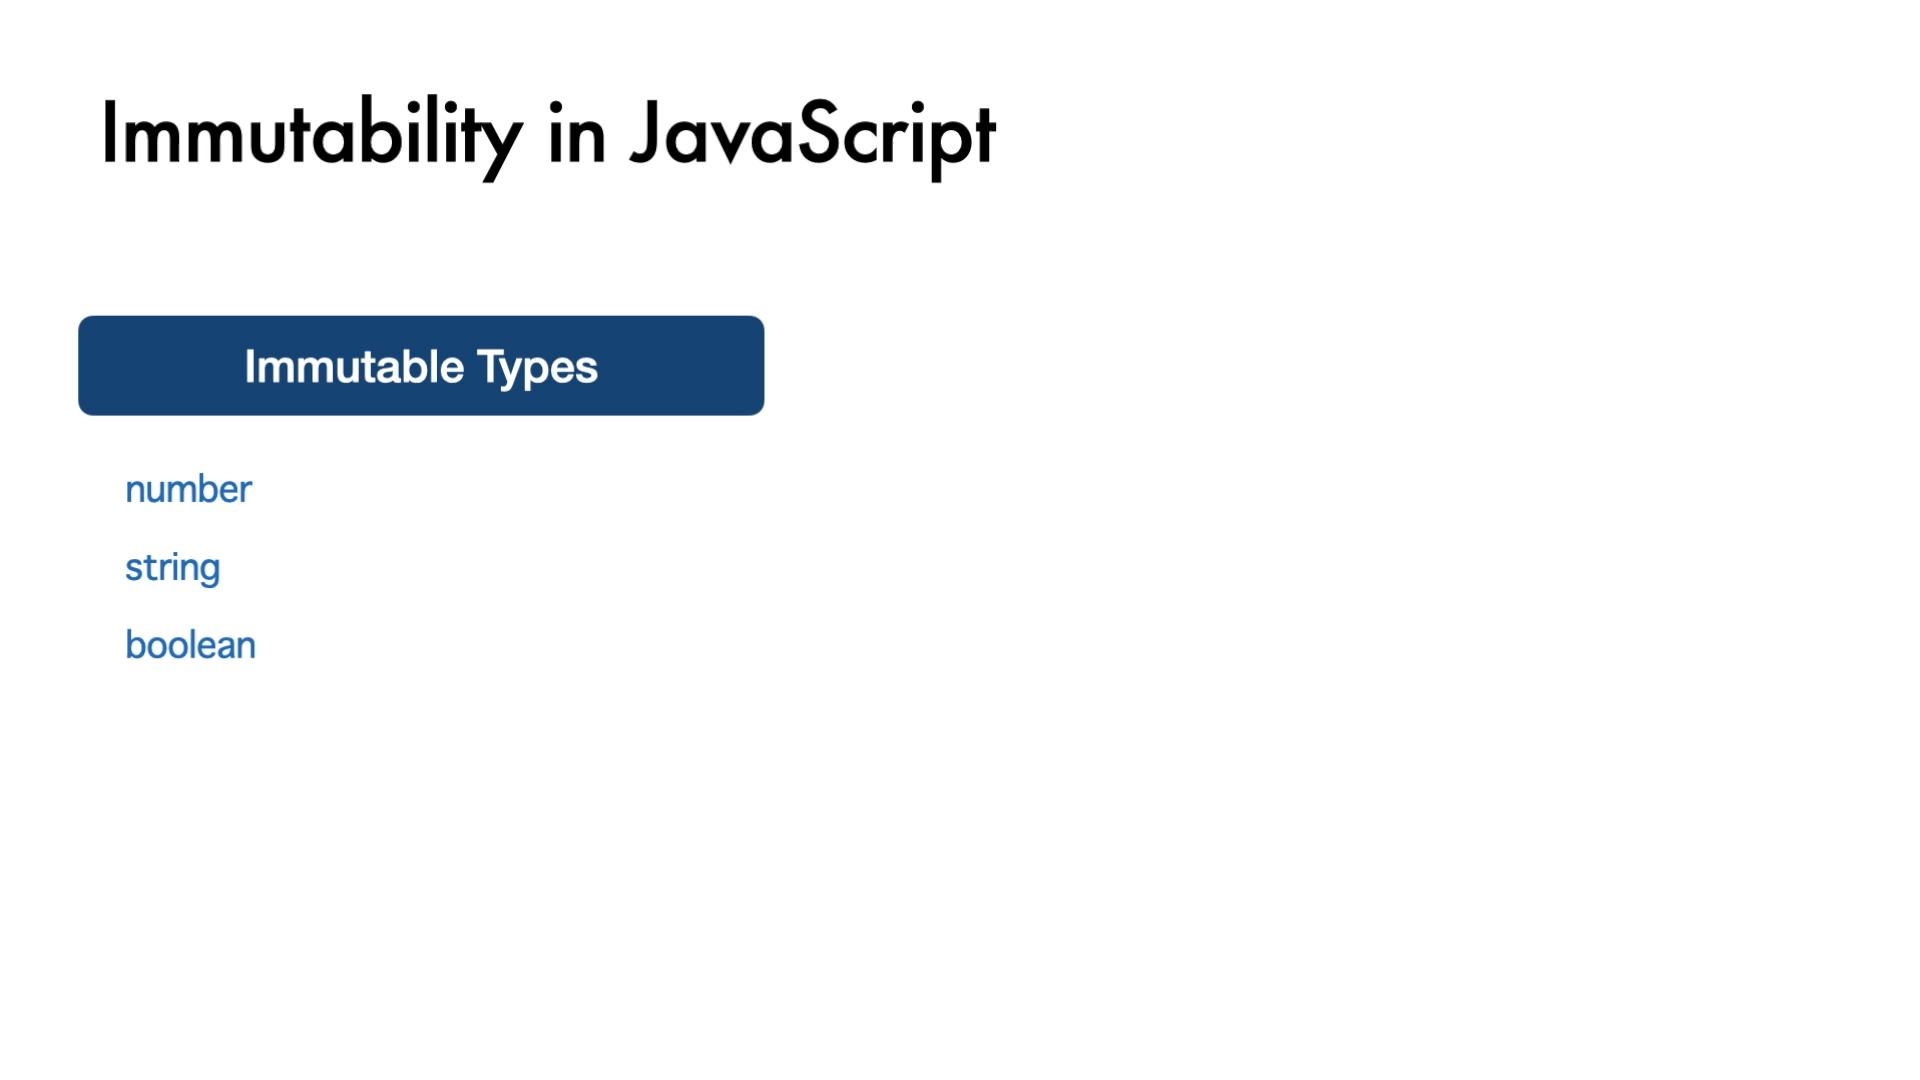 Immutability in JavaScript
Immutable Types
number
string
boolean